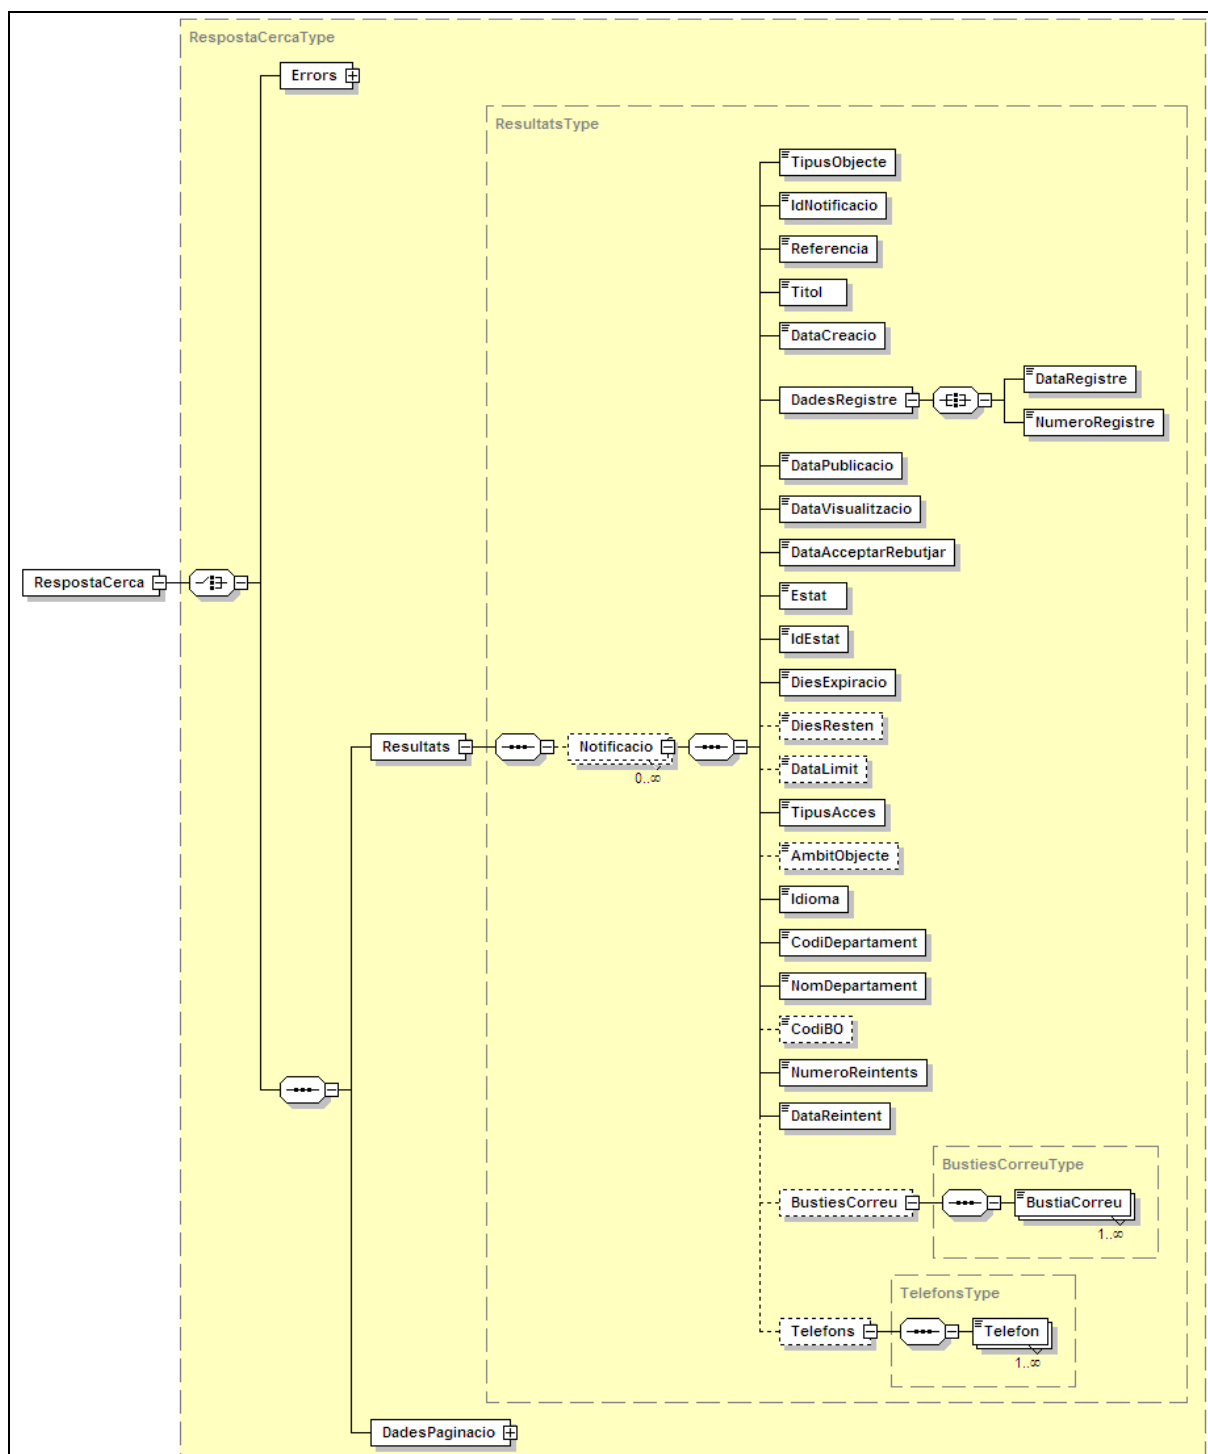 RespostaCercaType
Errors
ResultatsType
TipusObjecte
IdNotificacio
Referencia
Titol
DataCreacio
DadesRegistre
DataRegistre
NumeroRegistre
DataPublicacio
DataVisualitzacio
DataAcceptarRebutjar
RespostaCerca
Estat
IdEstat
DiesExpiracio
DiesResten
Resultats
Notificacio
0..∞
DataLimit
TipusAcces
AmbitObjecte
Idioma
CodiDepartament
NomDepartament
CodiBO
NumeroReintents
DataReintent
BustiesCorreuType
BustiesCorreu
BustiaCorreu
1..∞
TelefonsType
Telefons
Telefon
1..∞
DadesPaginacio